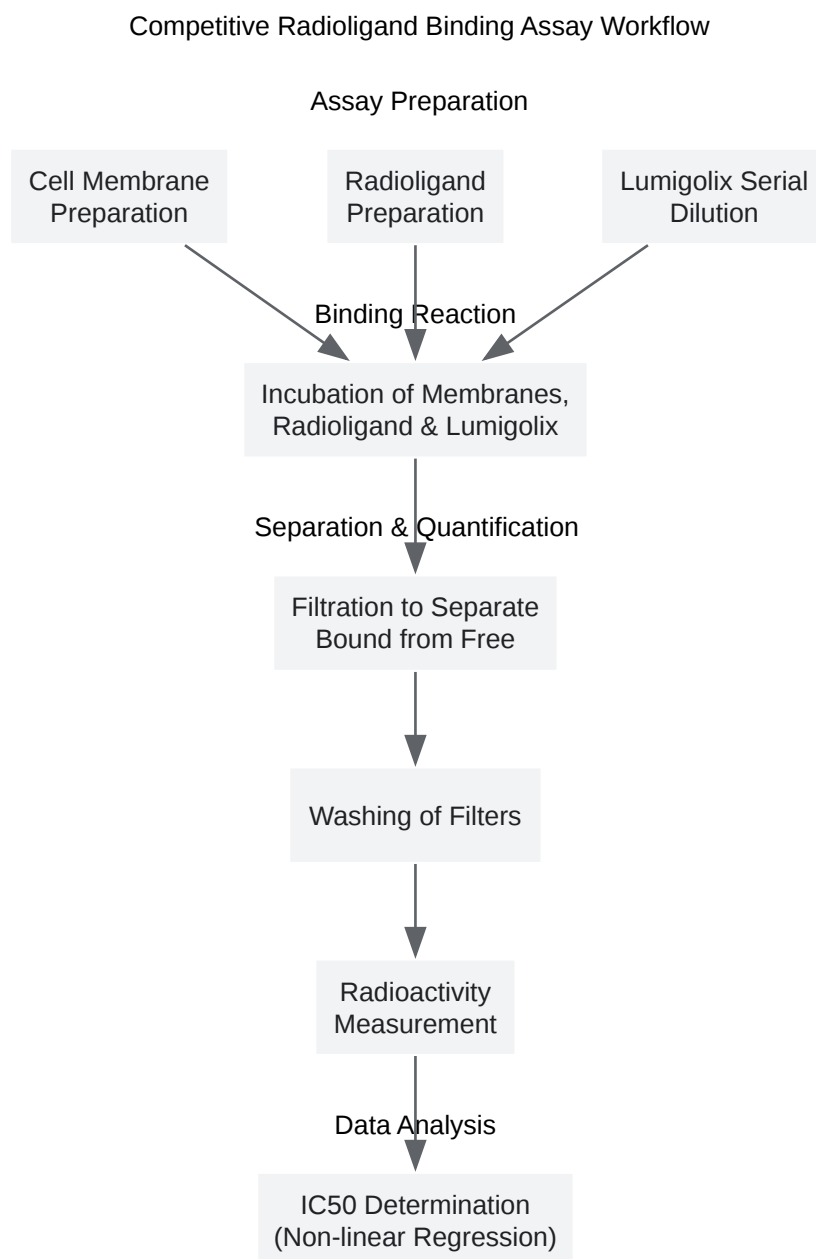 Competitive Radioligand Binding Assay Workflow
Assay Preparation
Cell Membrane
Preparation
Radioligand
Preparation
Lumigolix Serial
Dilution
Binding Reaction
Incubation of Membranes,
Radioligand & Lumigolix
Separation & Quantification
Filtration to Separate
Bound from Free
Washing of Filters
Radioactivity
Measurement
Data Analysis
IC50 Determination
(Non-linear Regression)